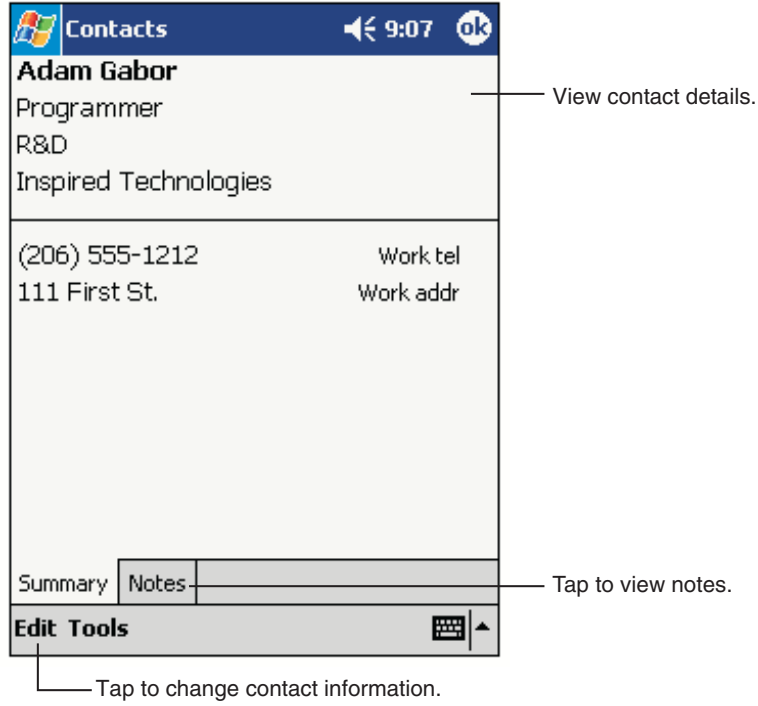 Contacts 9:07 ok
Adam Gabor
Programmer
R&D
Inspired Technologies
View contact details.
(206) 555-1212 Work tel
111 First St. Work addr
Summary Notes
Tap to view notes.
Edit Tools
Tap to change contact information.